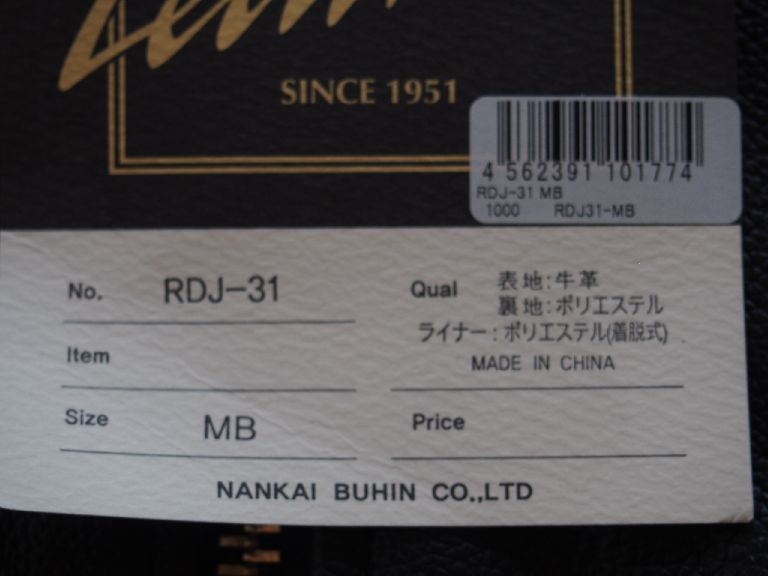 SINCE 1951
4 562391 101774
RDJ-31 MB
1000 RDJ31-MB
No. RDJ-31
Item
Size MB
Qual 表地:牛革
裏地:ポリエステル
ライナー:ポリエステル(着脱式)
MADE IN CHINA
Price
NANKAI BUHIN CO.,LTD